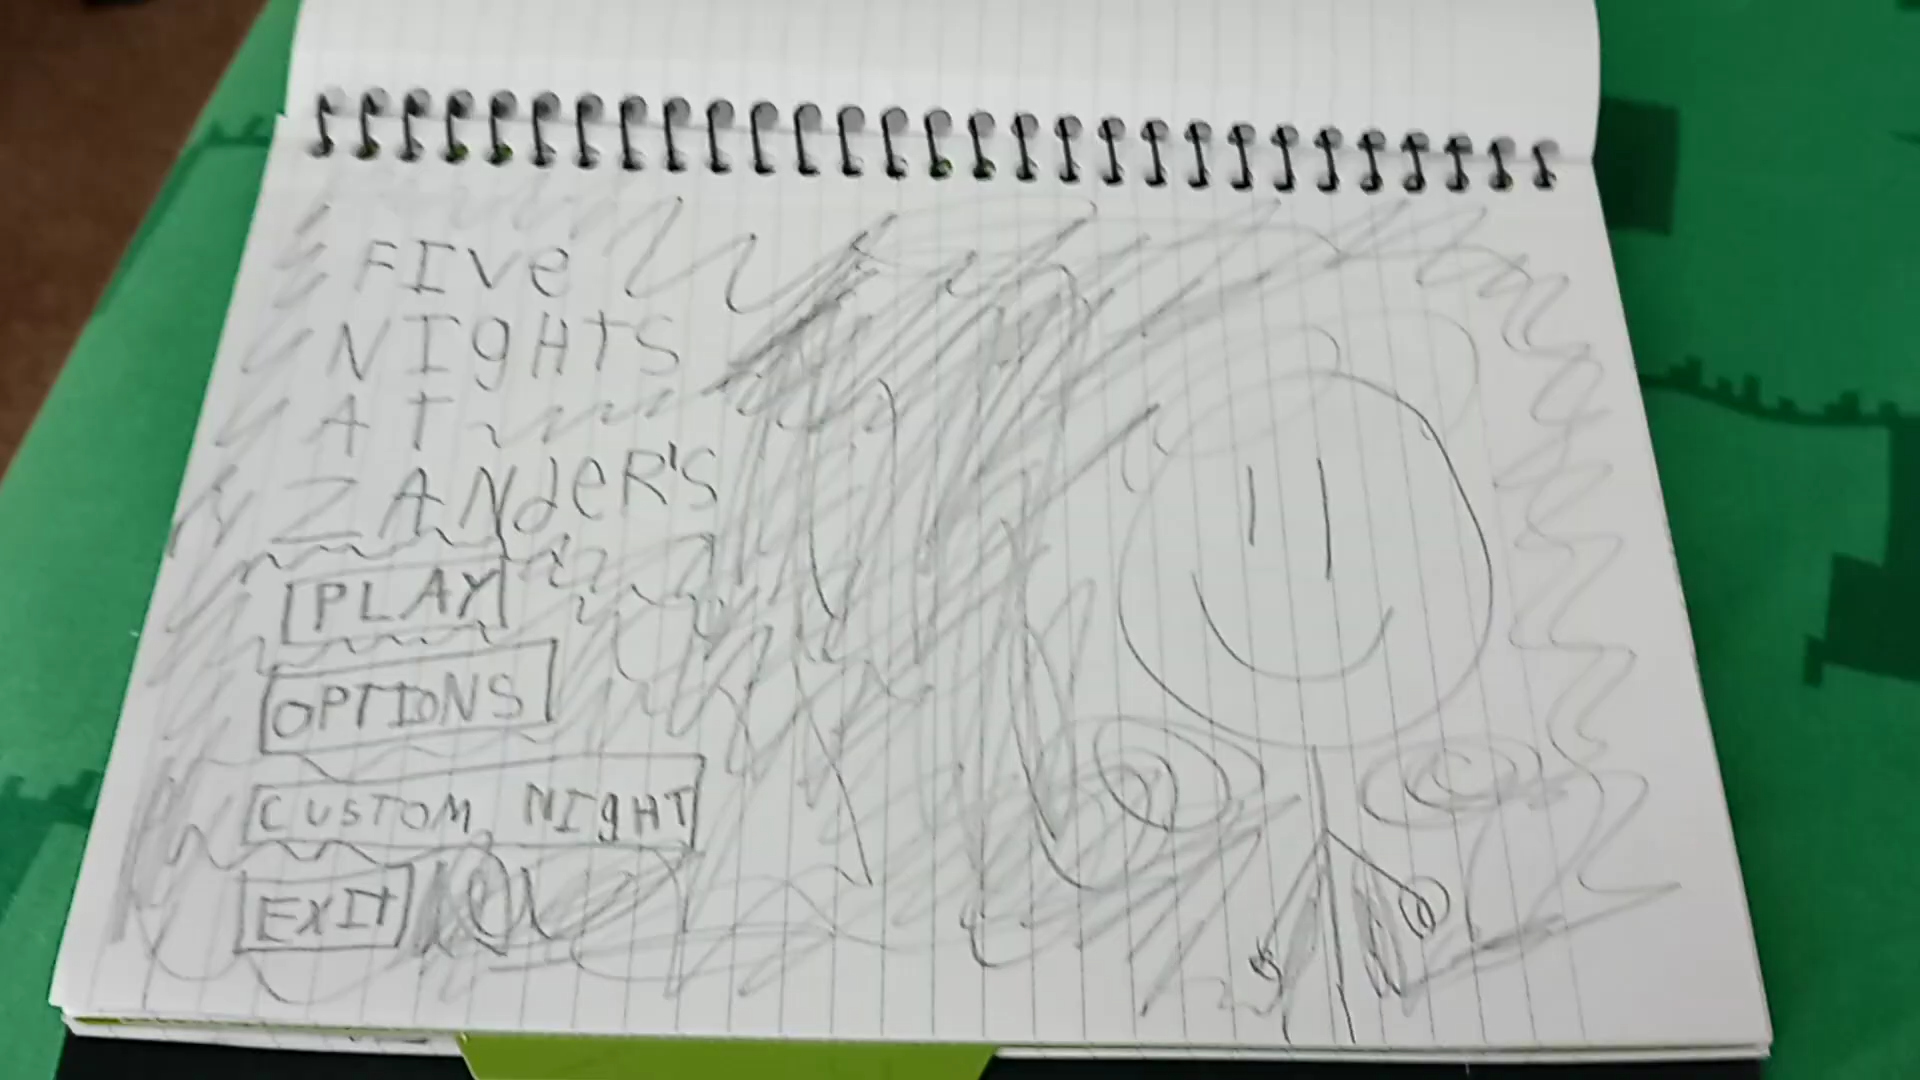 FIVe
NIgHTS
AT
ZANdeR'S
PLAY
OPTIONS
CUSTOM NIgHT
EXIt